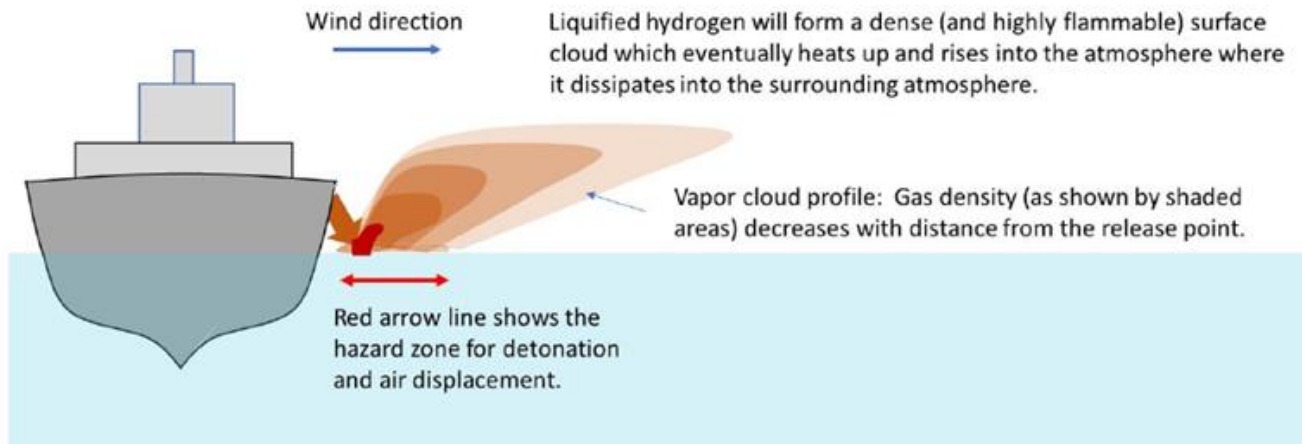 Wind direction
Liquified hydrogen will form a dense (and highly flammable) surface
cloud which eventually heats up and rises into the atmosphere where
it dissipates into the surrounding atmosphere.
Vapor cloud profile: Gas density (as shown by shaded
areas) decreases with distance from the release point.
Red arrow line shows the
hazard zone for detonation
and air displacement.